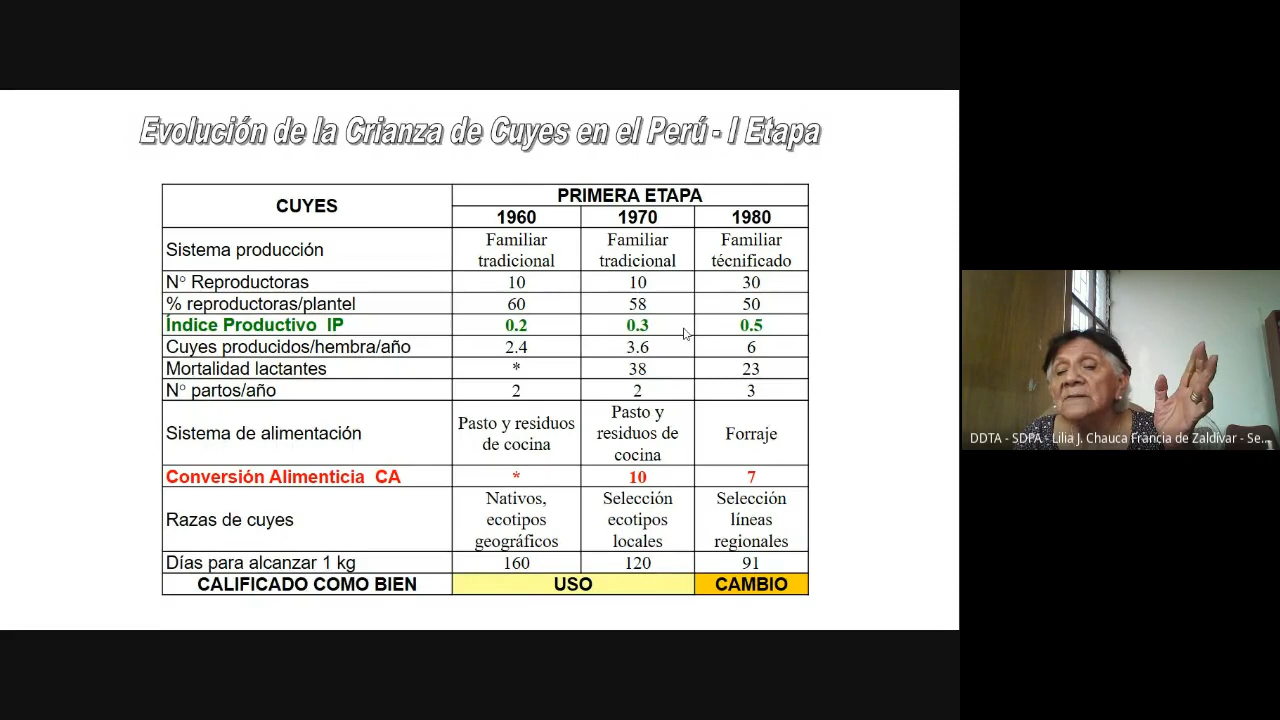 Evolución de la Crianza de Cuyes en el Perú - I Etapa
CUYES
PRIMERA ETAPA
1960 1970 1980
Sistema producción
Familiar tradicional
Familiar tradicional
Familiar técnificado
N° Reproductoras 10 10 30
% reproductoras/plantel 60 58 50
Índice Productivo IP 0.2 0.3 0.5
Cuyes producidos/hembra/año 2.4 3.6 6
Mortalidad lactantes * 38 23
N° partos/año 2 2 3
Sistema de alimentación
Pasto y residuos de cocina
Pasto y residuos de cocina
Forraje
Conversión Alimenticia CA * 10 7
Razas de cuyes
Nativos, ecotipos geográficos
Selección ecotipos locales
Selección líneas regionales
Días para alcanzar 1 kg 160 120 91
CALIFICADO COMO BIEN USO CAMBIO
DDTA - SDPA - Lilia J. Chauca Francia de Zaldívar - Se...